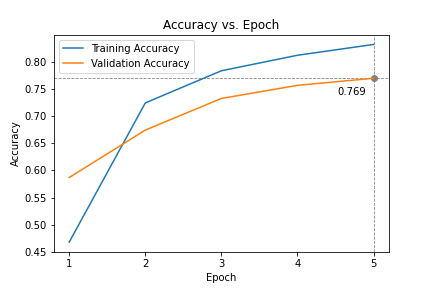 Accuracy vs. Epoch
Training Accuracy
Validation Accuracy
0.80
0.75
0.70
0.65
0.60
0.55
0.50
0.45
Accuracy
0.769
1 2 3 4 5
Epoch